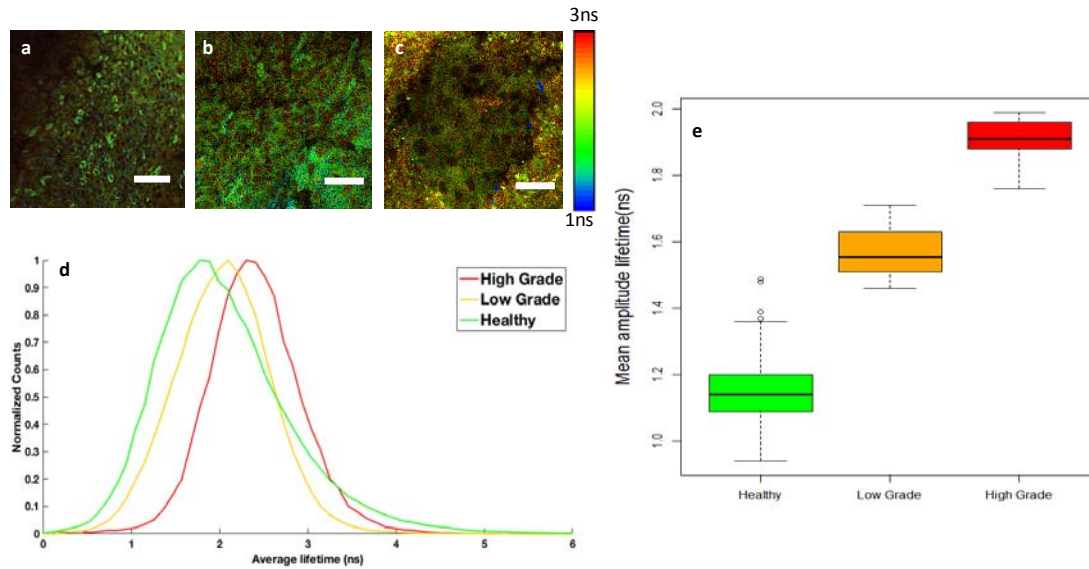 a
b
c
3ns
1ns
d
High Grade
Low Grade
Healthy
1
0.9
0.8
0.7
0.6
0.5
0.4
0.3
0.2
0.1
0
Normalized Counts
0 1 2 3 4 5 6
Average lifetime (ns)
e
2.0
1.8
1.6
1.4
1.2
1.0
Mean amplitude lifetime(ns)
Healthy Low Grade High Grade